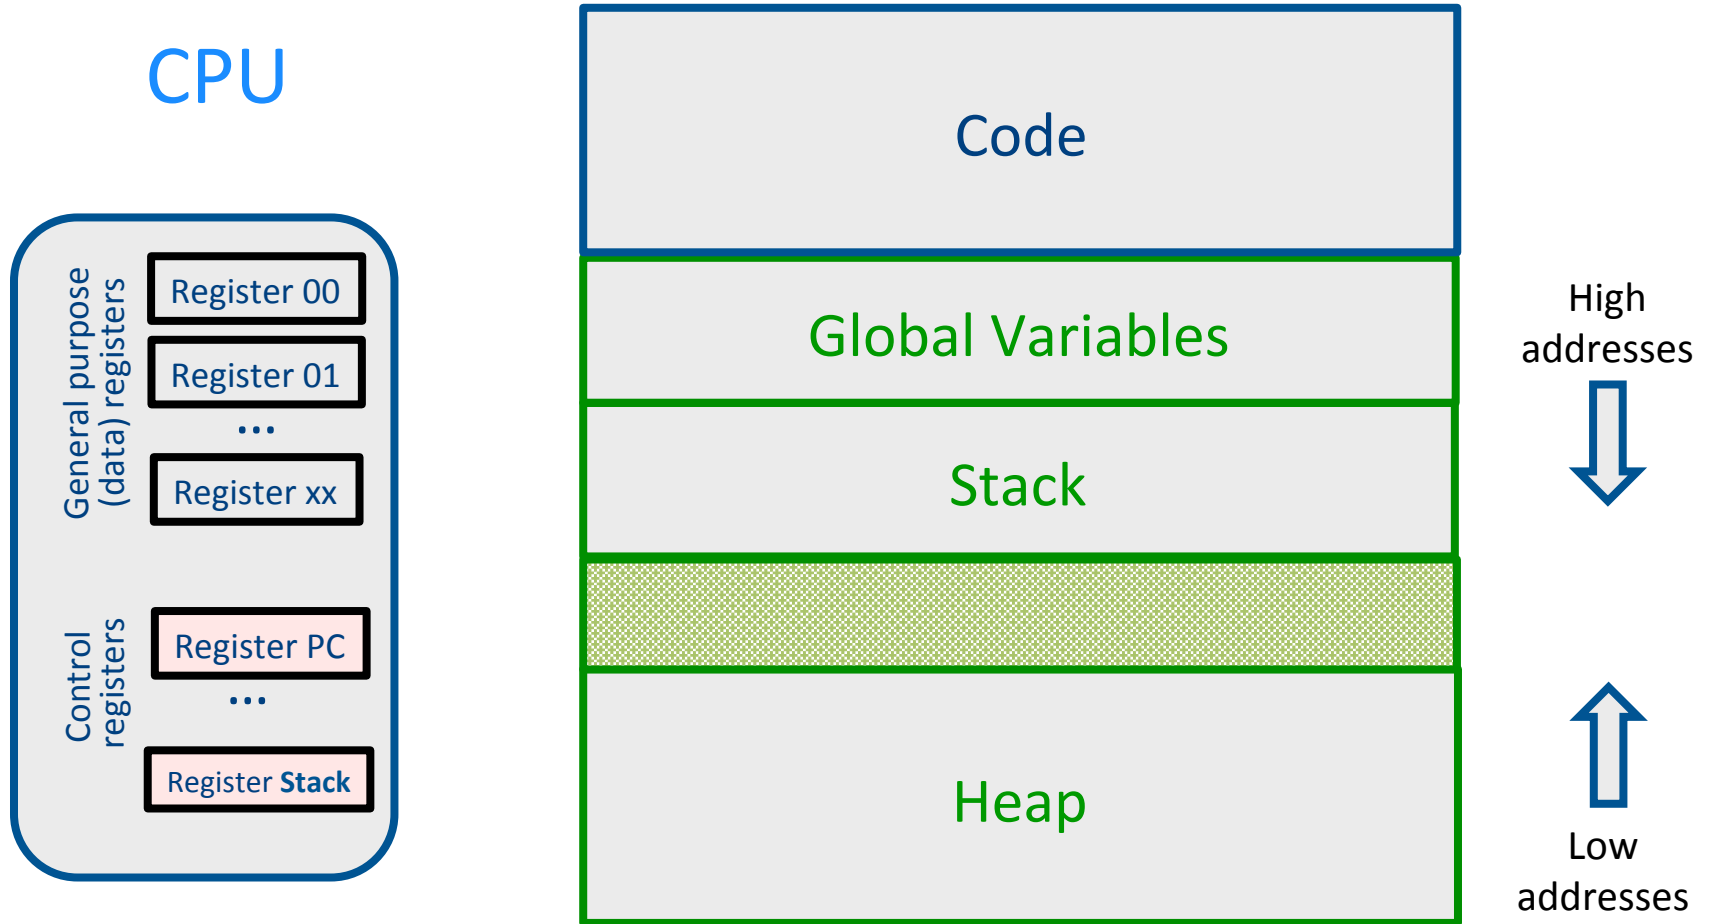 CPU
General purpose
(data) registers
Register 00
Register 01
...
Register xx
Control
registers
Register PC
...
Register Stack
Code
Global Variables
Stack
Heap
High
addresses
Low
addresses